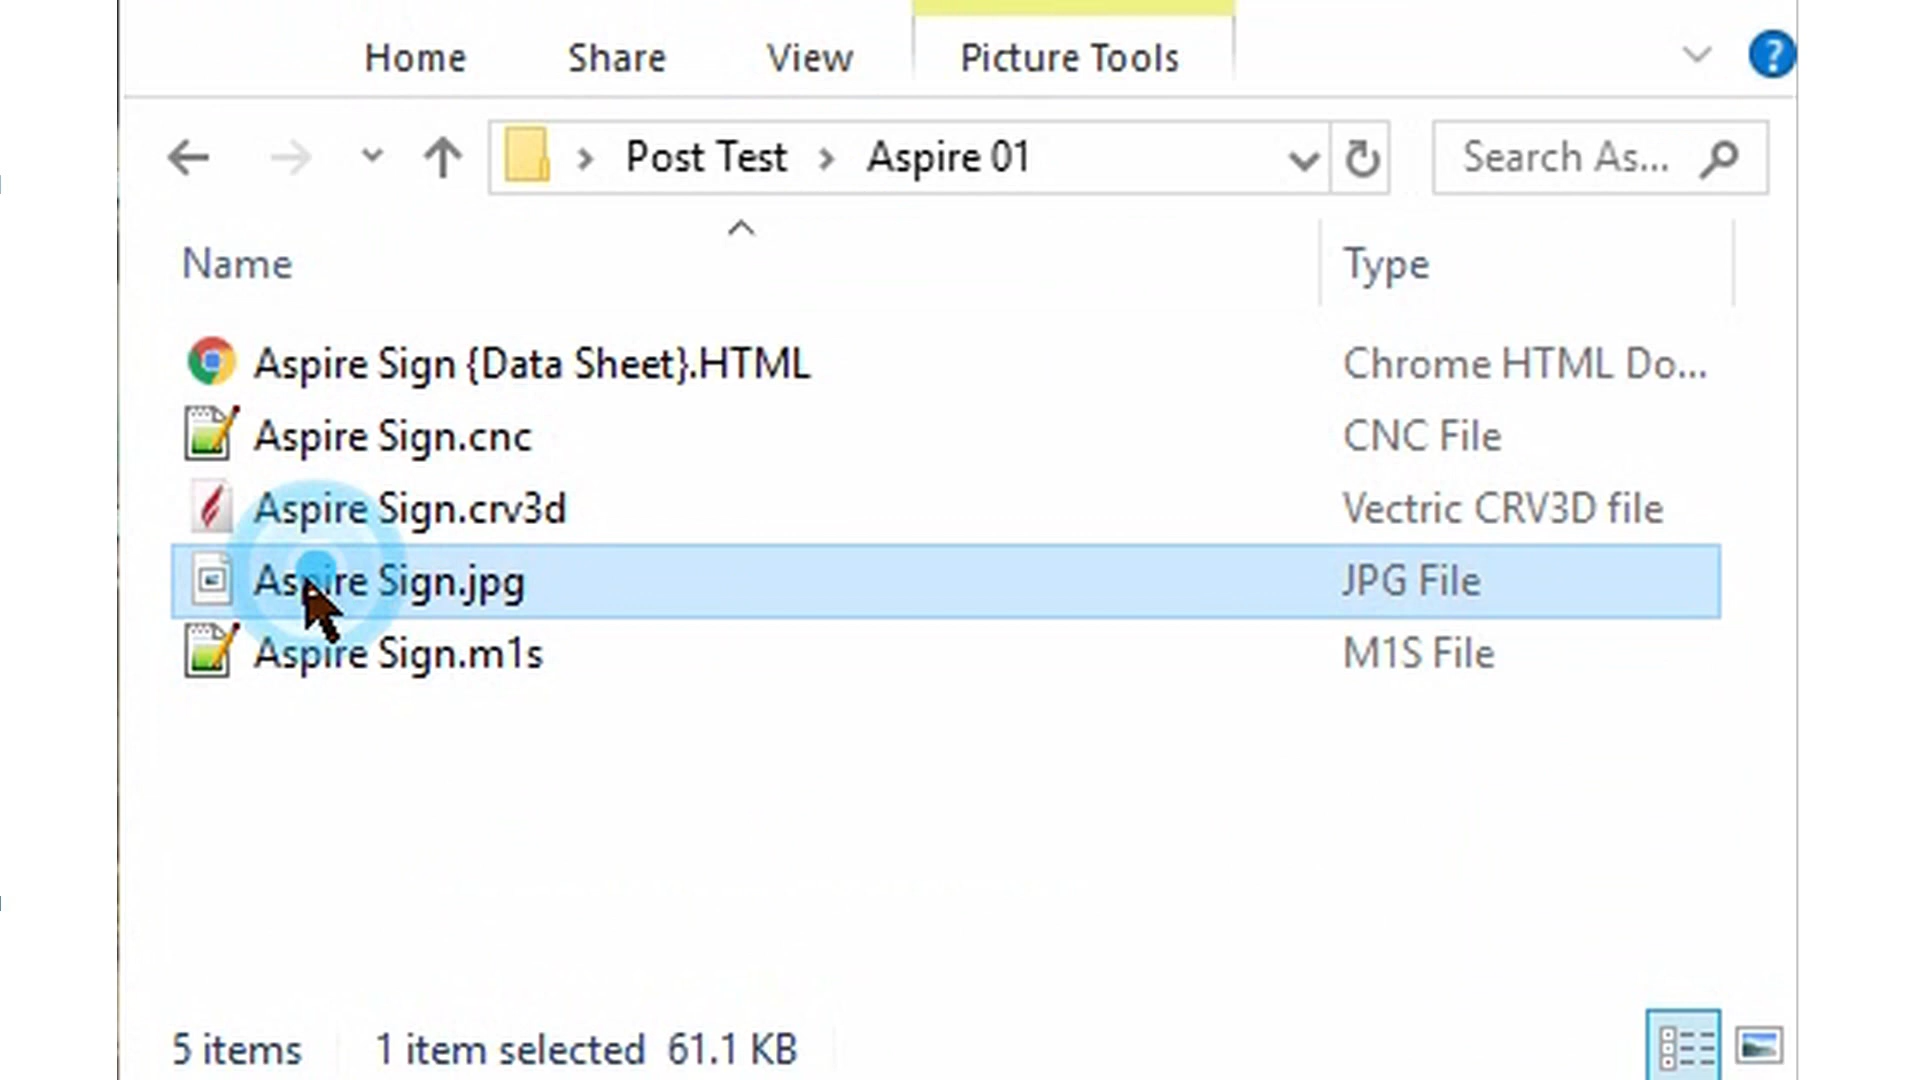 Home Share View Picture Tools ?
Post Test Aspire 01 Search As...
Name Type
Aspire Sign {Data Sheet}.HTML Chrome HTML Do...
Aspire Sign.cnc CNC File
Aspire Sign.crv3d Vectric CRV3D file
Aspire Sign.jpg JPG File
Aspire Sign.m1s M1S File
5 items 1 item selected 61.1 KB